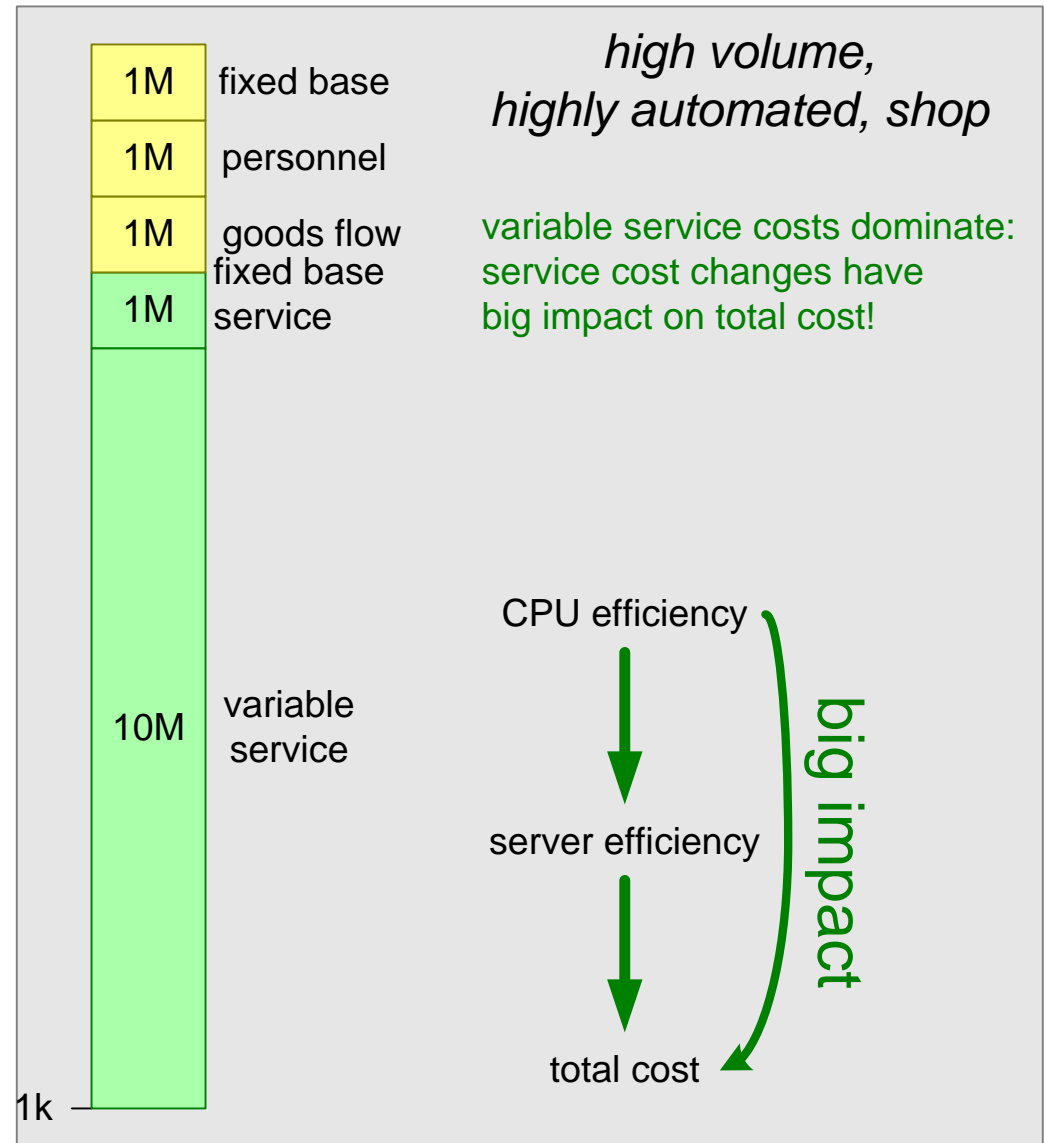 high volume,
highly automated, shop
1M fixed base
1M personnel
1M goods flow
fixed base
1M service
variable service costs dominate:
service cost changes have
big impact on total cost!
10M variable
service
CPU efficiency
server efficiency
total cost
big impact
1k